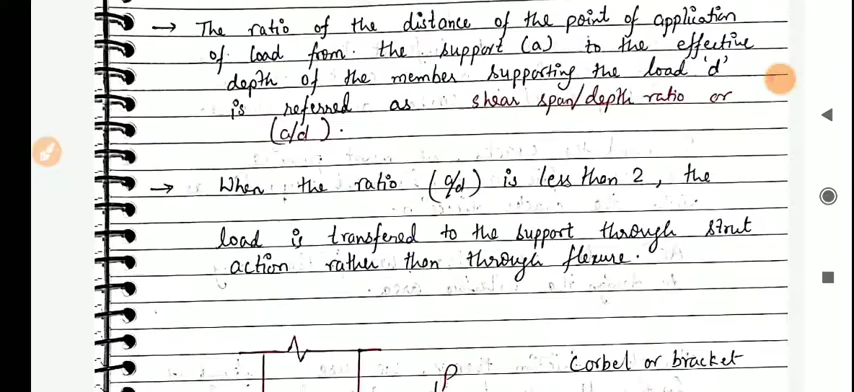 → The ratio of the distance of the point of application
of load from the support (a) to the effective
depth of the member supporting the load 'd'
is referred as shear span/depth ratio or
(a/d).
→ When the ratio (a/d) is less than 2, the
load is transfered to the support through strut
action rather then through flexure.
Corbel or bracket
P